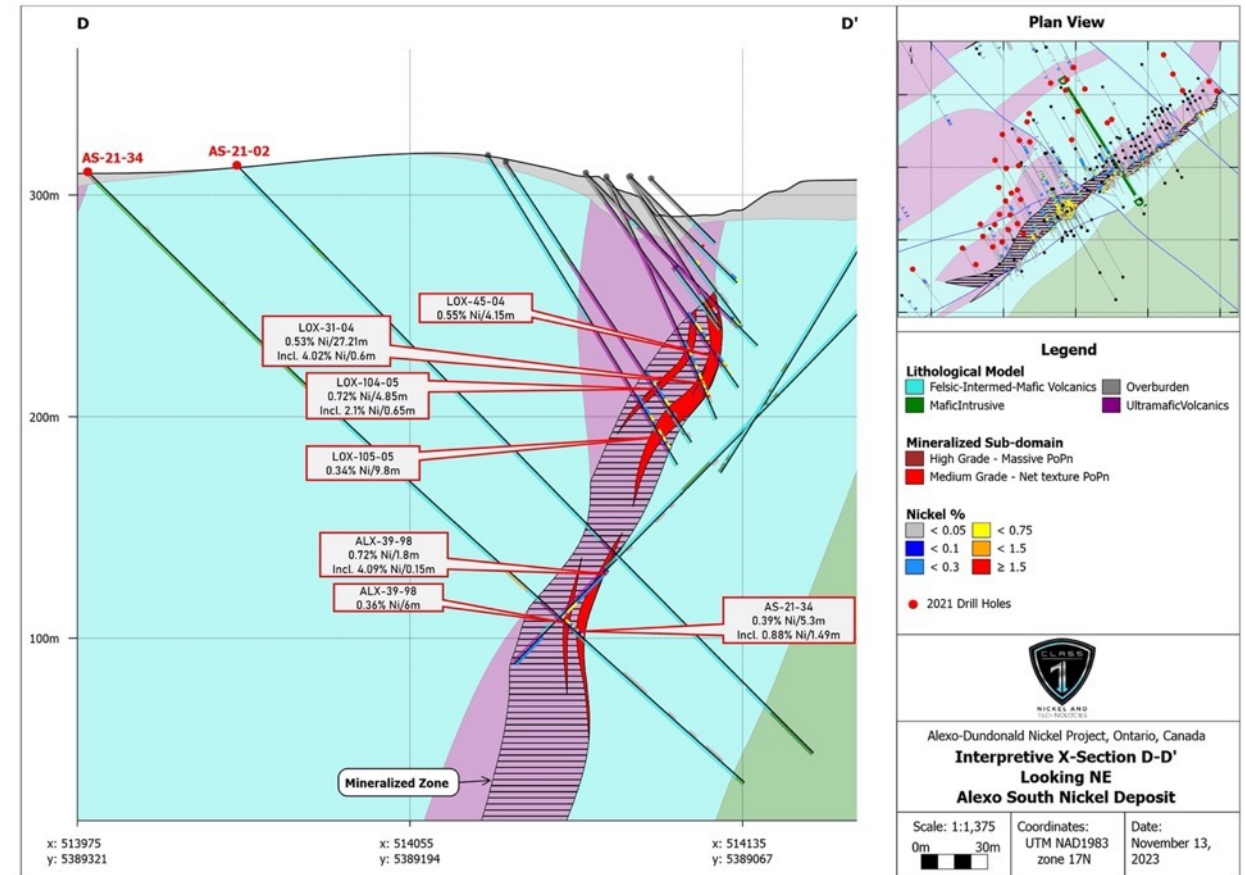 D
D'
AS-21-34
AS-21-02
300m
200m
100m
LOX-45-04
0.55% Ni/4.15m
LOX-31-04
0.53% Ni/27.21m
Incl. 4.02% Ni/0.6m
LOX-104-05
0.72% Ni/4.85m
Incl. 2.1% Ni/0.65m
LOX-105-05
0.34% Ni/9.8m
ALX-39-98
0.72% Ni/1.8m
Incl. 4.09% Ni/0.15m
ALX-39-98
0.36% Ni/6m
AS-21-34
0.39% Ni/5.3m
Incl. 0.88% Ni/1.49m
Mineralized Zone
x: 513975
y: 5389321
x: 514055
y: 5389194
x: 514135
y: 5389067
Plan View
Legend
Lithological Model
Felsic-Intermed-Mafic Volcanics
Overburden
MaficIntrusive
UltramaficVolcanics
Mineralized Sub-domain
High Grade - Massive PoPn
Medium Grade - Net texture PoPn
Nickel %
< 0.05
< 0.75
< 0.1
< 1.5
< 0.3
≥ 1.5
2021 Drill Holes
CLASS
1
NICKEL AND
TECHNOLOGIES
Alexo-Dundonald Nickel Project, Ontario, Canada
Interpretive X-Section D-D'
Looking NE
Alexo South Nickel Deposit
Scale: 1:1,375
0m 30m
Coordinates:
UTM NAD1983
zone 17N
Date:
November 13,
2023